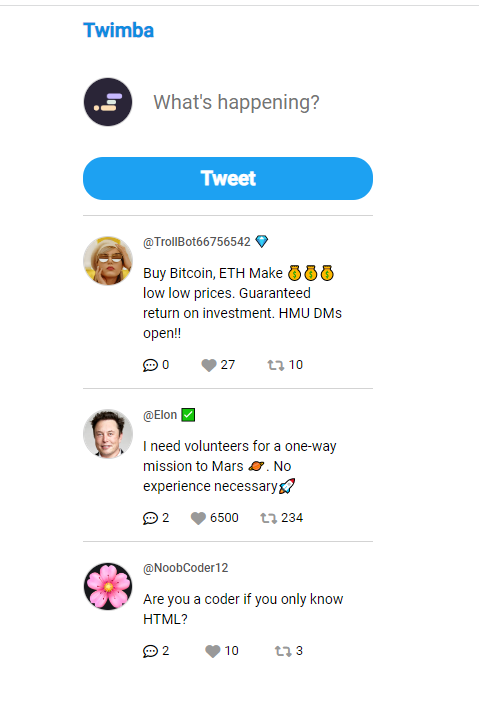 Twimba
What's happening?
Tweet
@TrollBot66756542 💎
Buy Bitcoin, ETH Make 💰💰💰
low low prices. Guaranteed
return on investment. HMU DMs
open!!
0 27 10
@Elon ✅
I need volunteers for a one-way
mission to Mars 🪐. No
experience necessary🚀
2 6500 234
@NoobCoder12
Are you a coder if you only know
HTML?
2 10 3